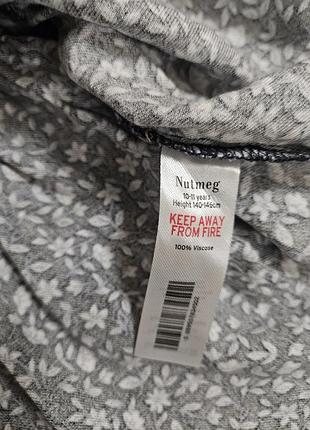 Nutmeg
10-11 years
Height 140-146cm
KEEP AWAY
FROM FIRE
100% Viscose